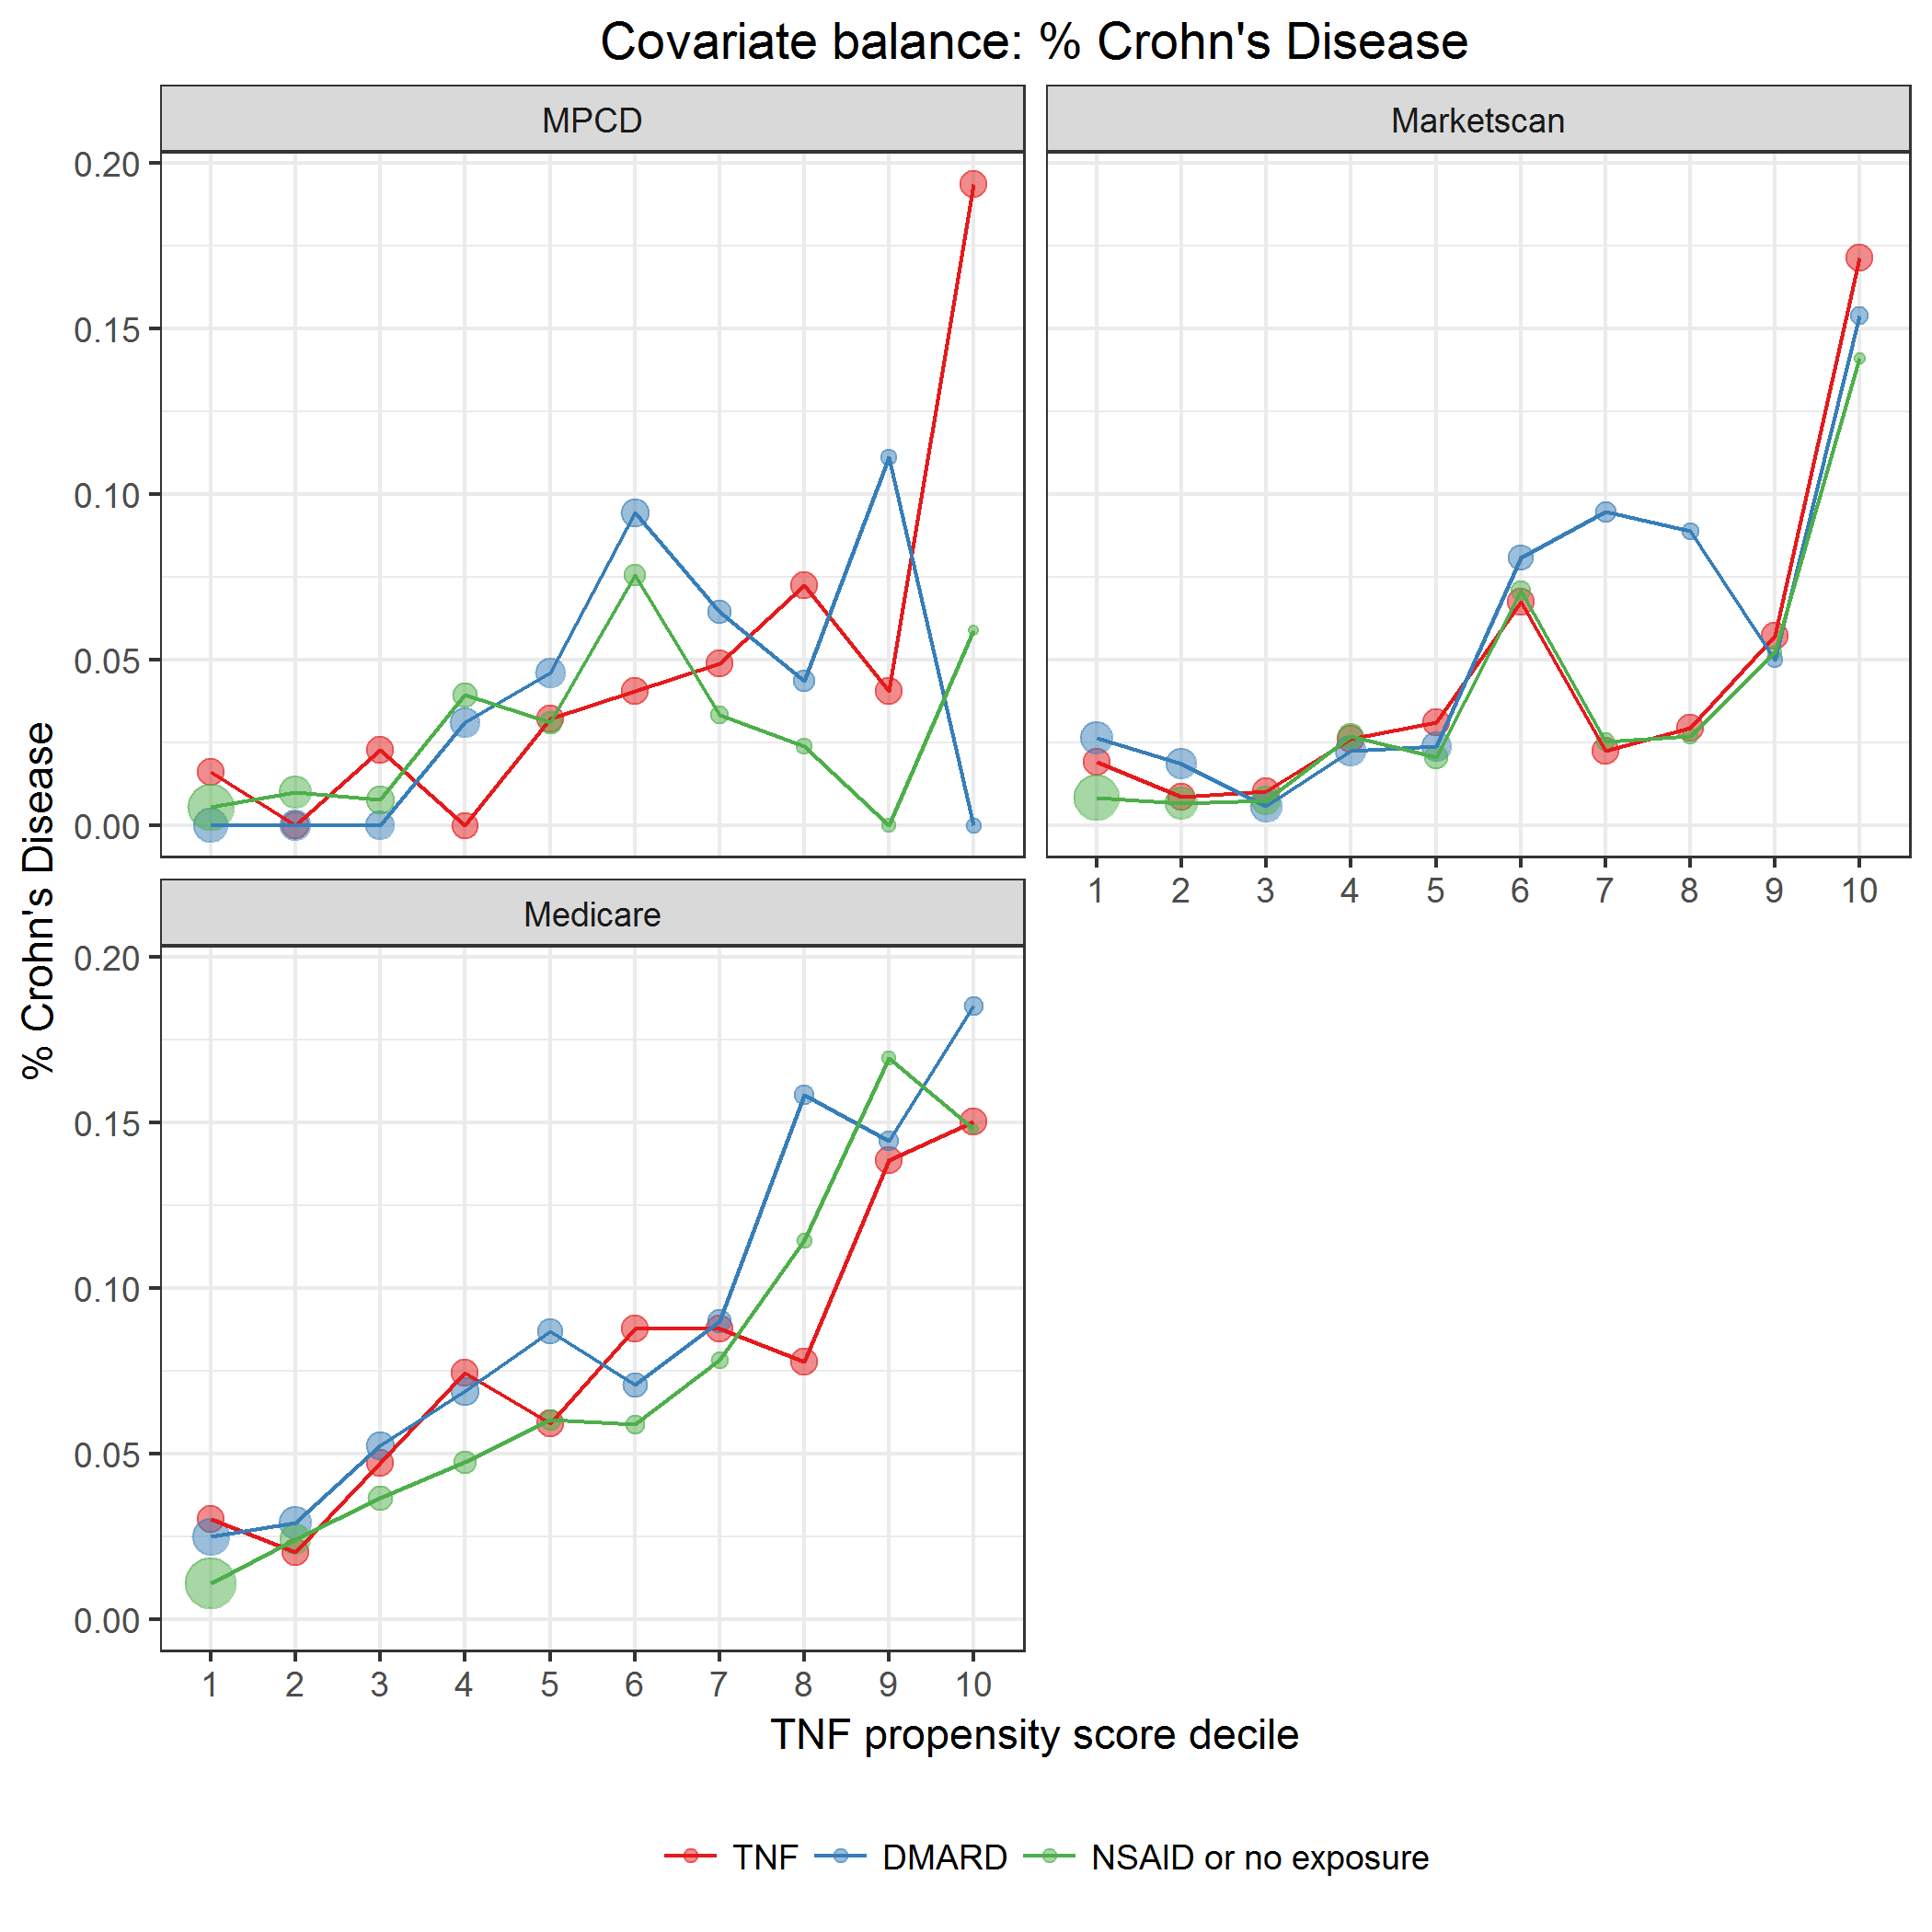 Covariate balance: % Crohn's Disease
MPCD
Marketscan
0.20
0.15
0.10
0.05
0.00
1 2 3 4 5 6 7 8 9 10
Medicare
0.20
0.15
0.10
0.05
0.00
1 2 3 4 5 6 7 8 9 10
% Crohn's Disease
TNF propensity score decile
TNF DMARD NSAID or no exposure